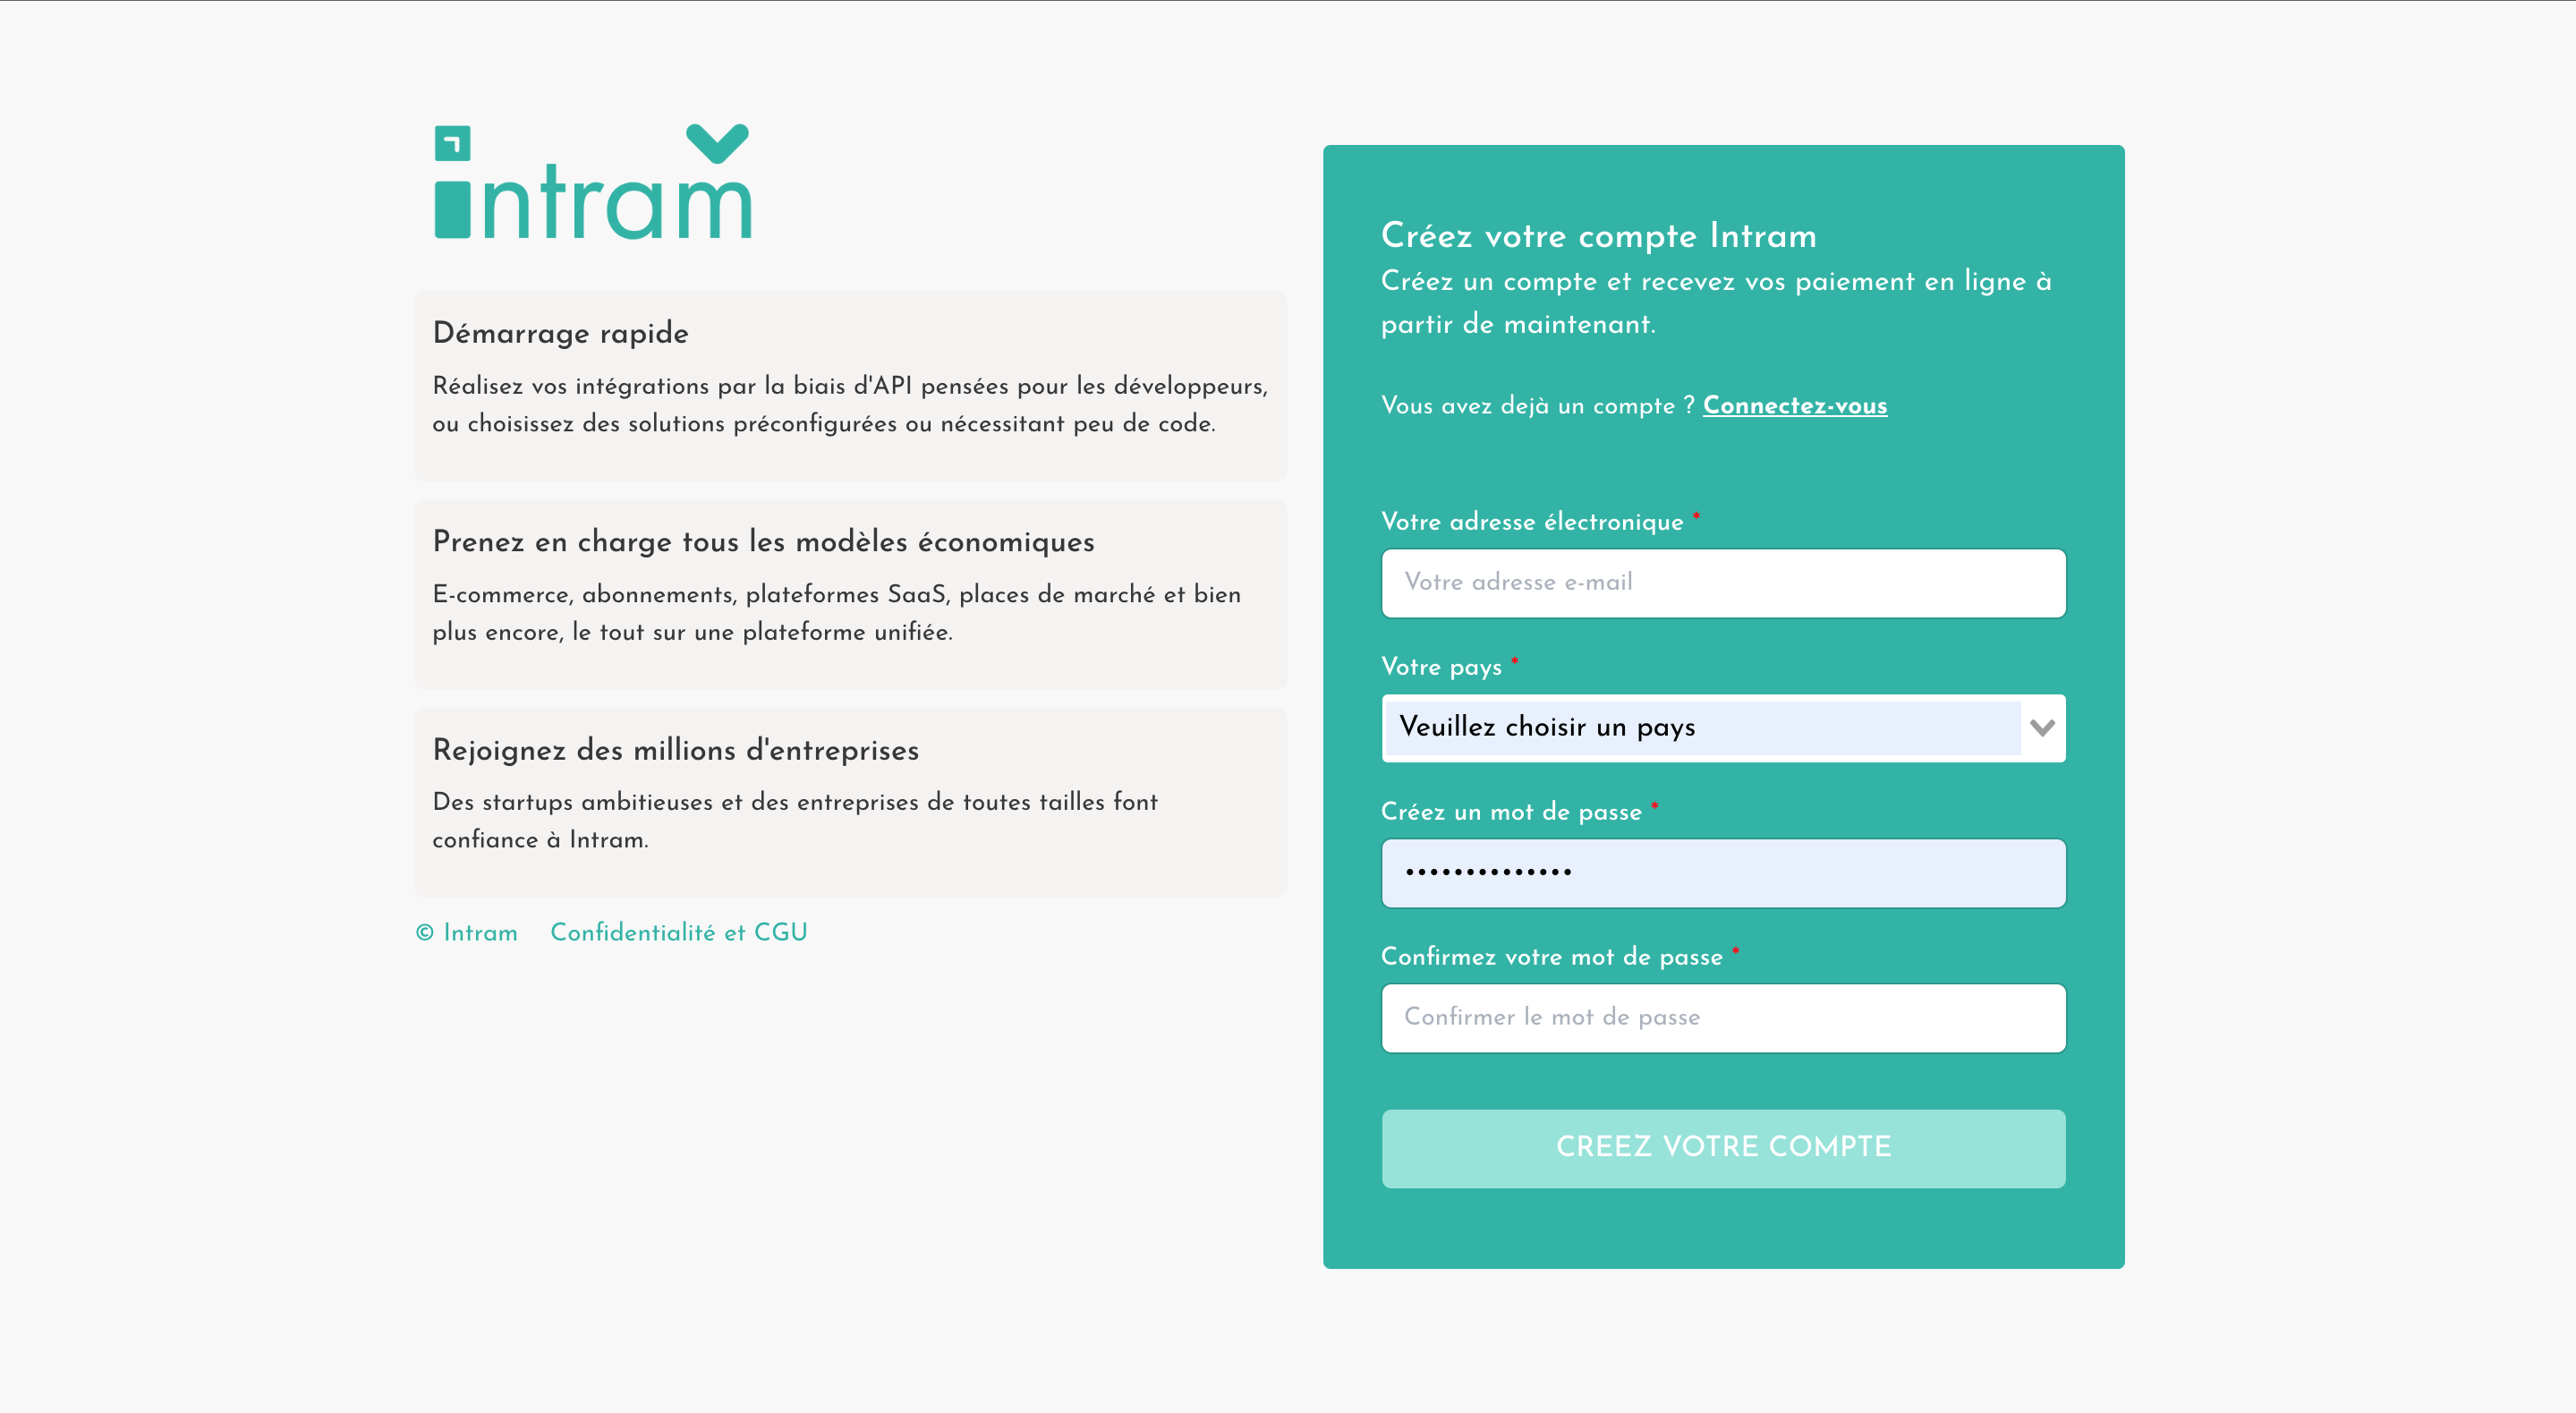 intram
Démarrage rapide
Réalisez vos intégrations par la biais d'API pensées pour les développeurs,
ou choisissez des solutions préconfigurées ou nécessitant peu de code.
Prenez en charge tous les modèles économiques
E-commerce, abonnements, plateformes SaaS, places de marché et bien
plus encore, le tout sur une plateforme unifiée.
Rejoignez des millions d'entreprises
Des startups ambitieuses et des entreprises de toutes tailles font
confiance à Intram.
© Intram Confidentialité et CGU
Créez votre compte Intram
Créez un compte et recevez vos paiement en ligne à
partir de maintenant.
Vous avez dejà un compte ? Connectez-vous
Votre adresse électronique *
Votre adresse e-mail
Votre pays *
Veuillez choisir un pays
Créez un mot de passe *
••••••••••••••
Confirmez votre mot de passe *
Confirmer le mot de passe
CREEZ VOTRE COMPTE